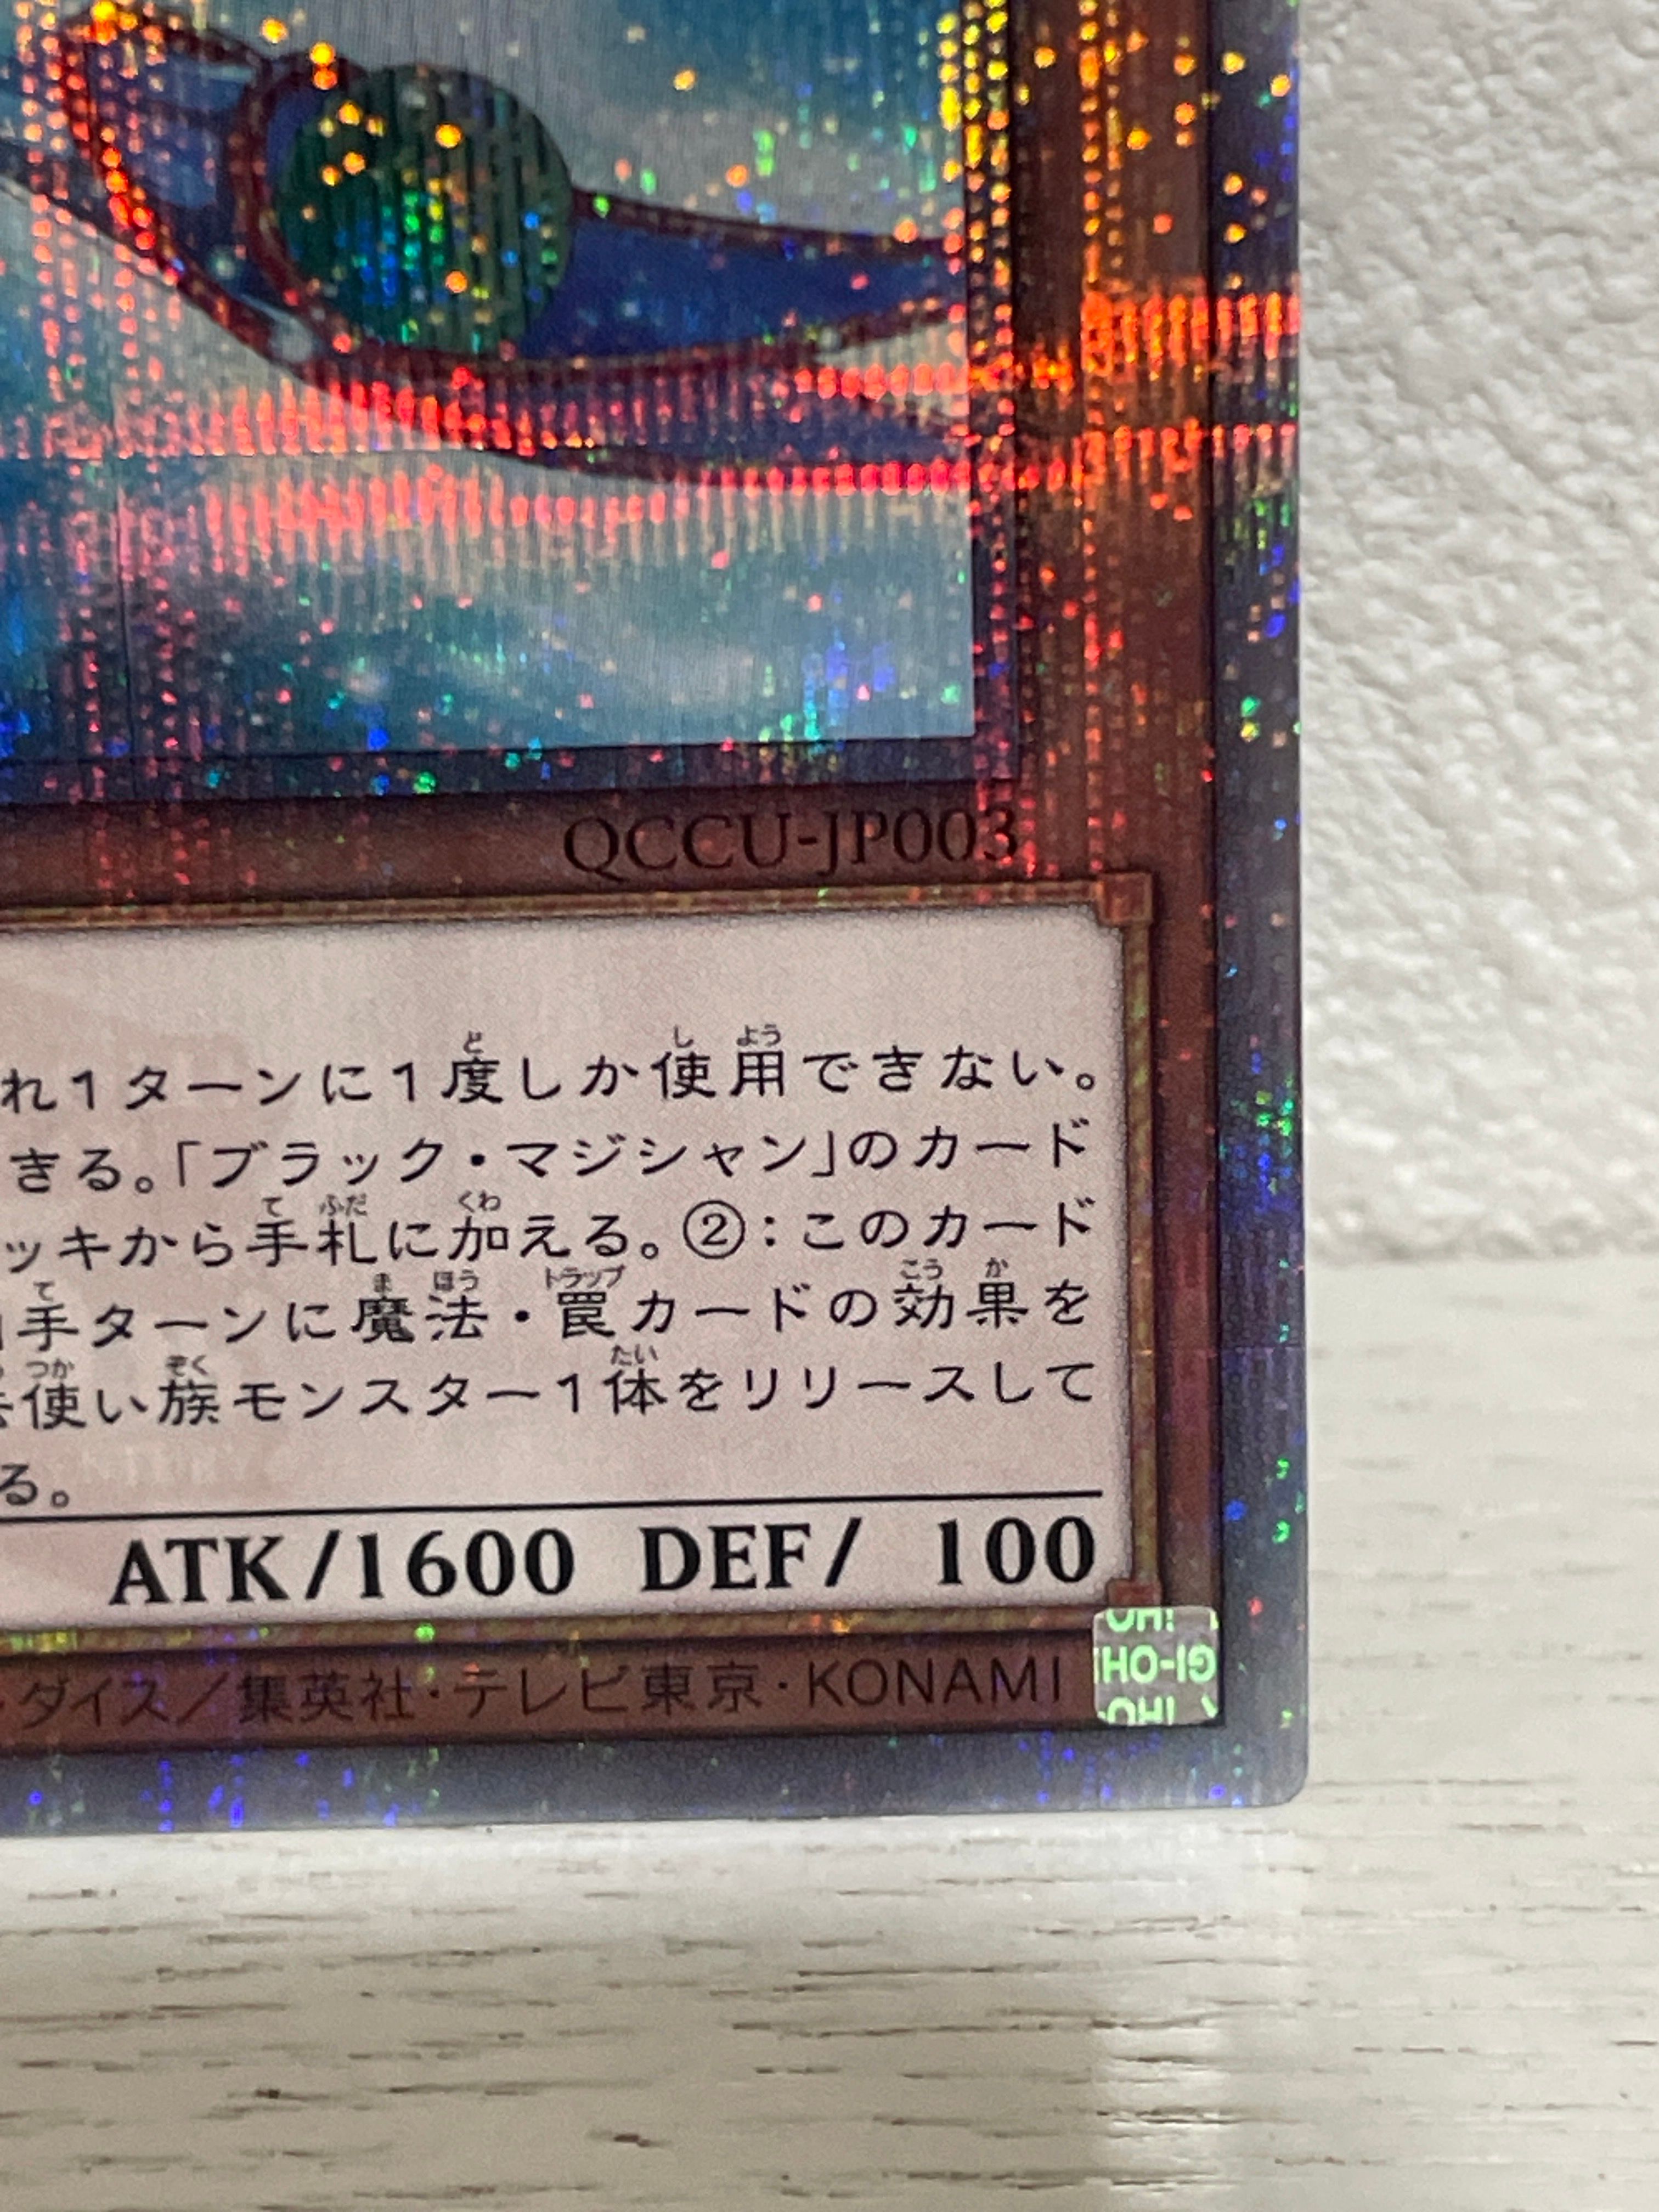 QCCU-JP003
れ1ターンに1度しか使用できない。
きる。「ブラック・マジシャン」のカード
ッキから手札に加える。②:このカード
手ターンに魔法・罠カードの効果を
使い族モンスター1体をリリースして
る。
ATK/1600 DEF/ 100
ダイス/集英社・テレビ東京・KONAMI
OH!
GI-OH!
OH!